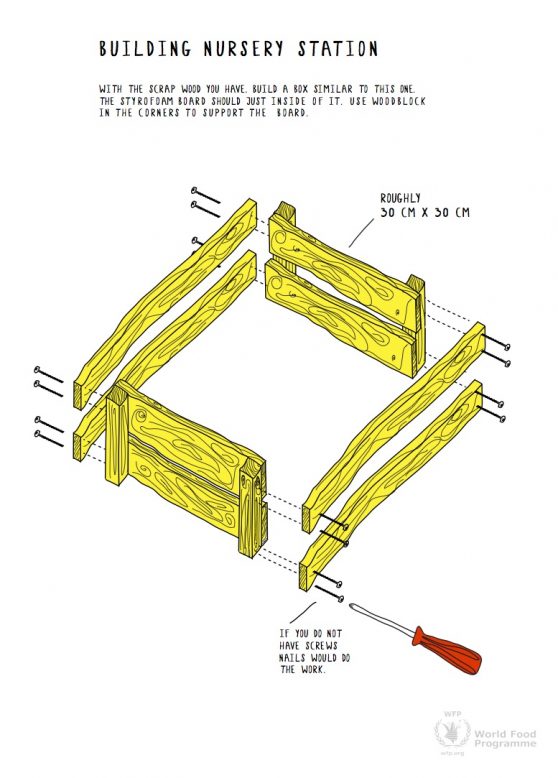 BUILDING NURSERY STATION
WITH THE SCRAP WOOD YOU HAVE. BUILD A BOX SIMILAR TO THIS ONE.
THE STYROFOAM BOARD SHOULD JUST INSIDE OF IT. USE WOODBLOCK
IN THE CORNERS TO SUPPORT THE BOARD.
ROUGHLY
30 CM X 30 CM
IF YOU DO NOT
HAVE SCREWS
NAILS WOULD DO
THE WORK.
WFP
World Food
Programme
wfp.org